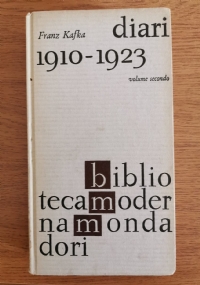 Franz Kafka diari
1910-1923
volume secondo
biblio
tecamoder
namonda
dori